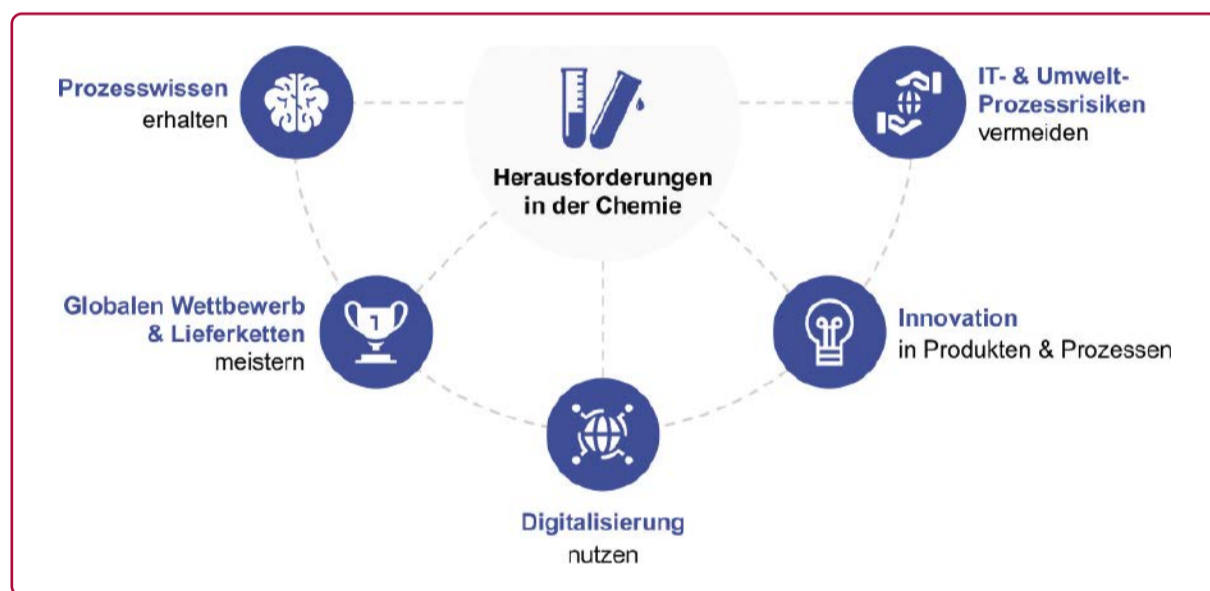 Prozesswissen
erhalten
Herausforderungen
in der Chemie
IT- & Umwelt-
Prozessrisiken
vermeiden
Globalen Wettbewerb
& Lieferketten
meistern
1
Innovation
in Produkten & Prozessen
Digitalisierung
nutzen